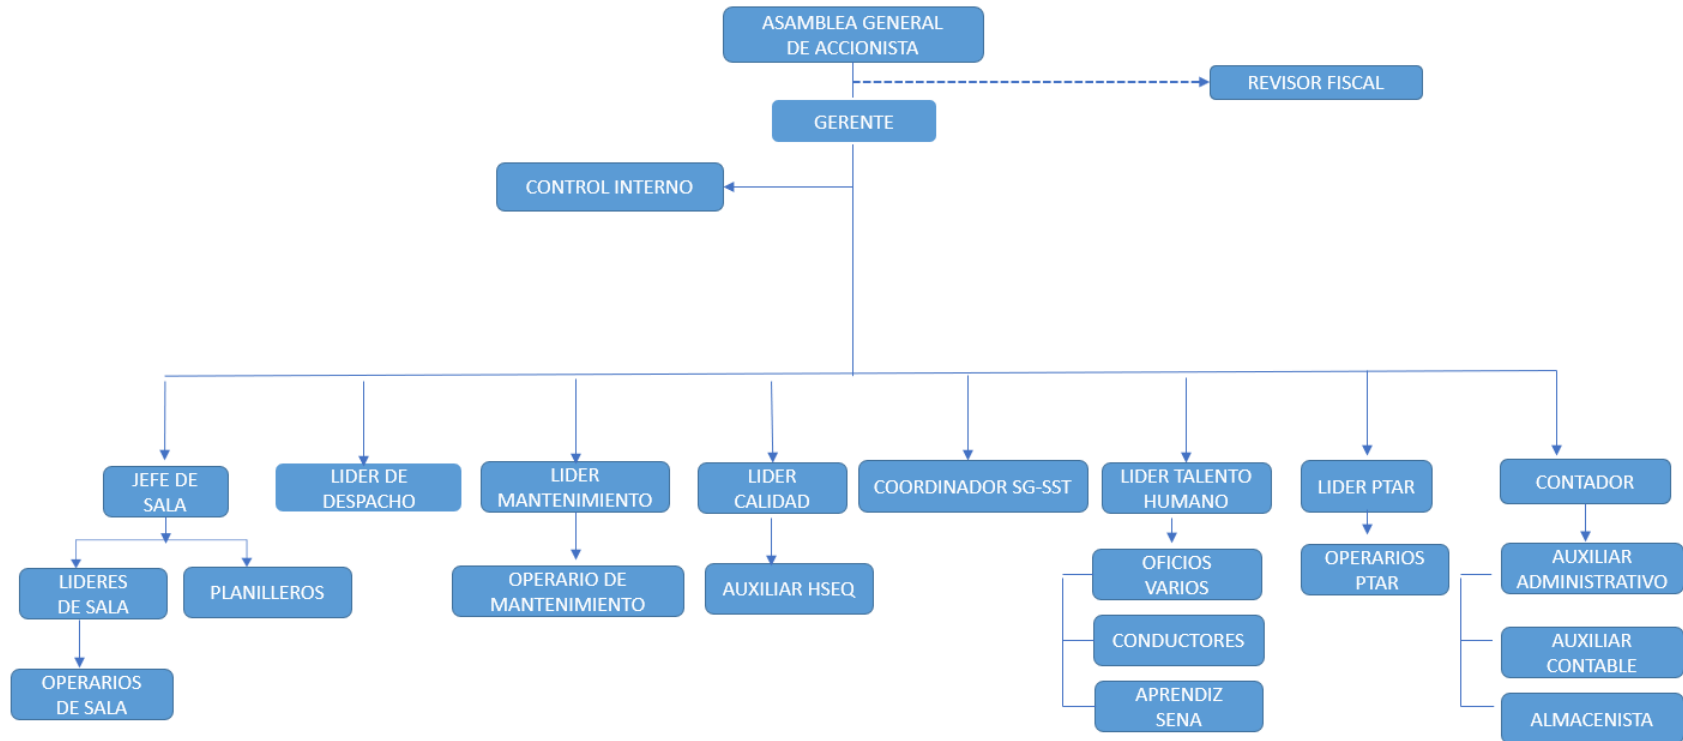 ASAMBLEA GENERAL
DE ACCIONISTA
REVISOR FISCAL
GERENTE
CONTROL INTERNO
JEFE DE
SALA
LIDER DE
DESPACHO
LIDER
MANTENIMIENTO
LIDER
CALIDAD
COORDINADOR SG-SST
LIDER TALENTO
HUMANO
LIDER PTAR
CONTADOR
LIDERES
DE SALA
PLANILLEROS
OPERARIO DE
MANTENIMIENTO
AUXILIAR HSEQ
OFICIOS
VARIOS
OPERARIOS
PTAR
AUXILIAR
ADMINISTRATIVO
CONDUCTORES
AUXILIAR
CONTABLE
OPERARIOS
DE SALA
APRENDIZ
SENA
ALMACENISTA